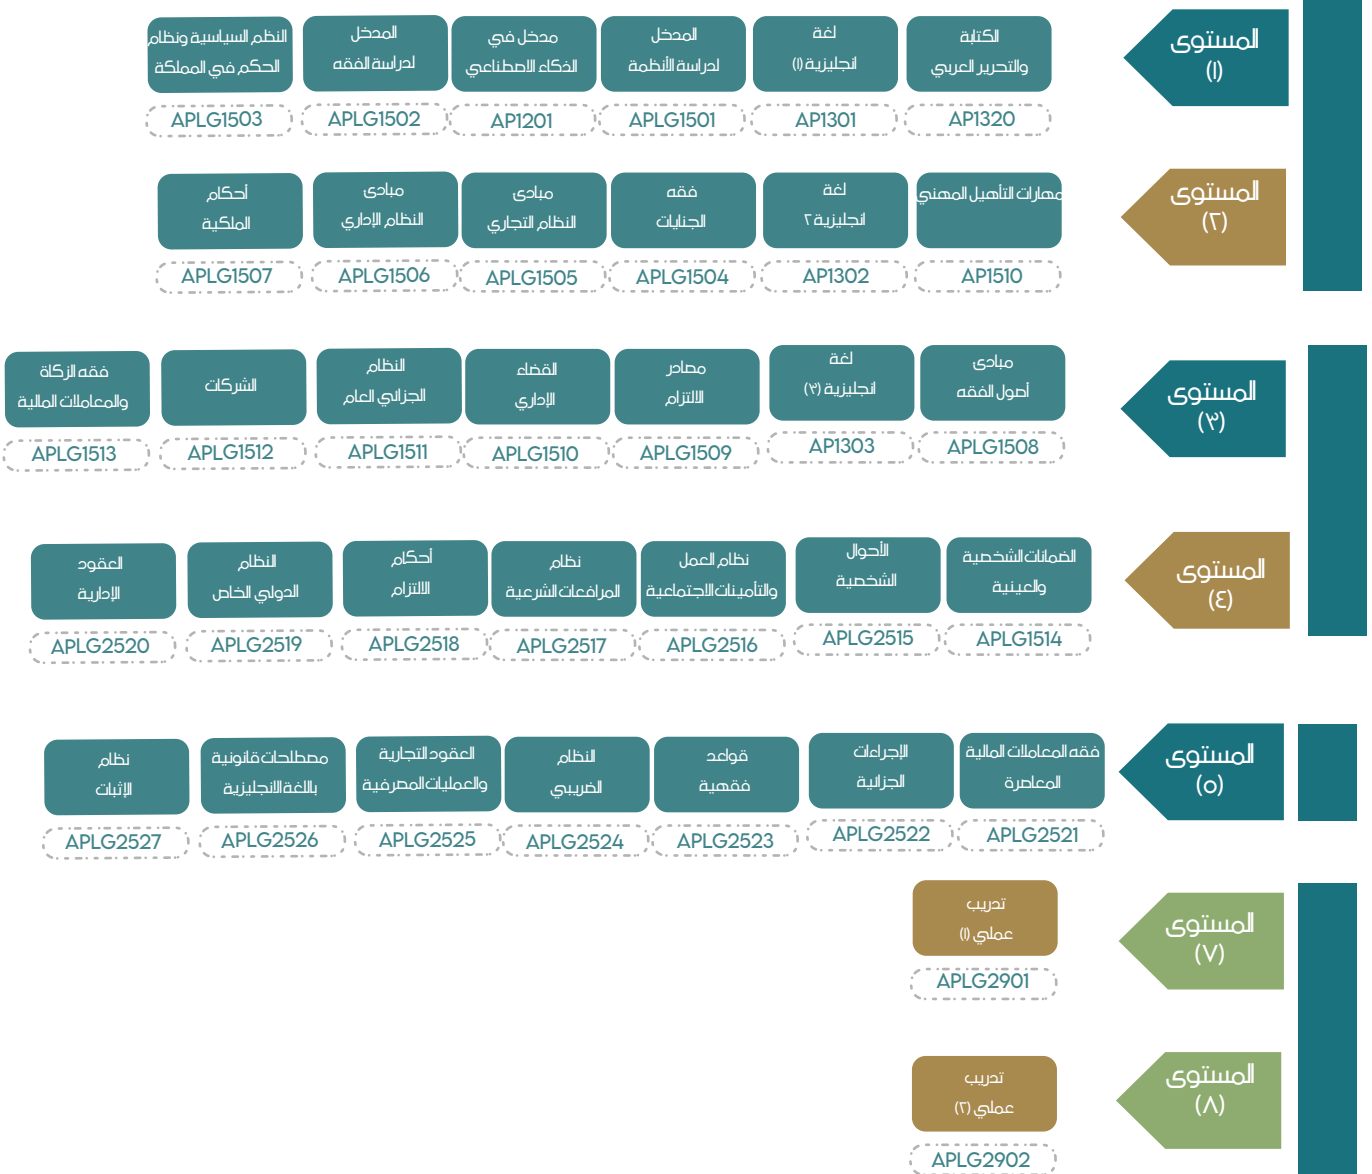 المستوى
(١)
الكتابة
والتحرير العربي
AP1320
لغة
انجليزية (١)
AP1301
المدخل
لدراسة الأنظمة
APLG1501
مدخل في
الذكاء الاصطناعي
AP1201
المدخل
لدراسة الفقه
APLG1502
النظم السياسية ونظام
الحكم في المملكة
APLG1503
المستوى
(٢)
مهارات التأهيل المهني
AP1510
لغة
انجليزية ٢
AP1302
فقه
الجنايات
APLG1504
مبادئ
النظام التجاري
APLG1505
مبادئ
النظام الإداري
APLG1506
أحكام
الملكية
APLG1507
المستوى
(٣)
مبادئ
أصول الفقه
APLG1508
لغة
انجليزية (٣)
AP1303
مصادر
الالتزام
APLG1509
القضاء
الإداري
APLG1510
النظام
الجزائي العام
APLG1511
الشركات
APLG1512
فقه الزكاة
والمعاملات المالية
APLG1513
المستوى
(٤)
الضمانات الشخصية
والعينية
APLG1514
الأحوال
الشخصية
APLG2515
نظام العمل
والتأمينات الاجتماعية
APLG2516
نظام
المرافعات الشرعية
APLG2517
أحكام
الالتزام
APLG2518
النظام
الدولي الخاص
APLG2519
العقود
الإدارية
APLG2520
المستوى
(٥)
فقه المعاملات المالية
المعاصرة
APLG2521
الإجراءات
الجزائية
APLG2522
قواعد
فقهية
APLG2523
النظام
الضريبي
APLG2524
العقود التجارية
والعمليات المصرفية
APLG2525
مصطلحات قانونية
باللغة الانجليزية
APLG2526
نظام
الإثبات
APLG2527
المستوى
(٧)
تدريب
عملي (١)
APLG2901
المستوى
(٨)
تدريب
عملي (٢)
APLG2902